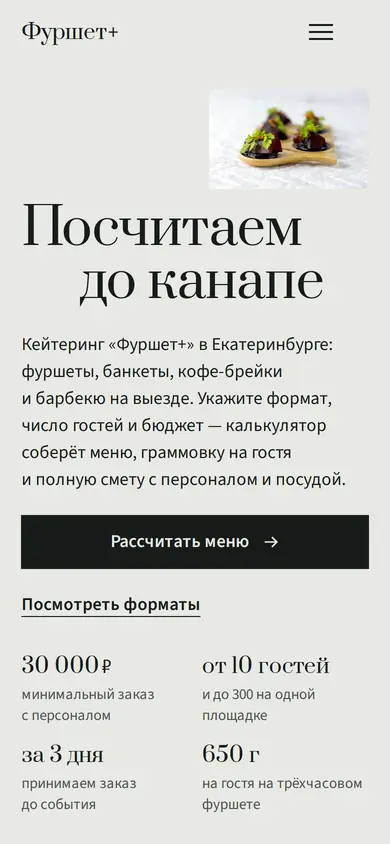 Фуршет+
Посчитаем
до канапе
Кейтеринг «Фуршет+» в Екатеринбурге:
фуршеты, банкеты, кофе-брейки
и барбекю на выезде. Укажите формат,
число гостей и бюджет — калькулятор
соберёт меню, граммовку на гостя
и полную смету с персоналом и посудой.
Рассчитать меню →
Посмотреть форматы
30 000 ₽
минимальный заказ
с персоналом
от 10 гостей
и до 300 на одной
площадке
за 3 дня
принимаем заказ
до события
650 г
на гостя на трёхчасовом
фуршете